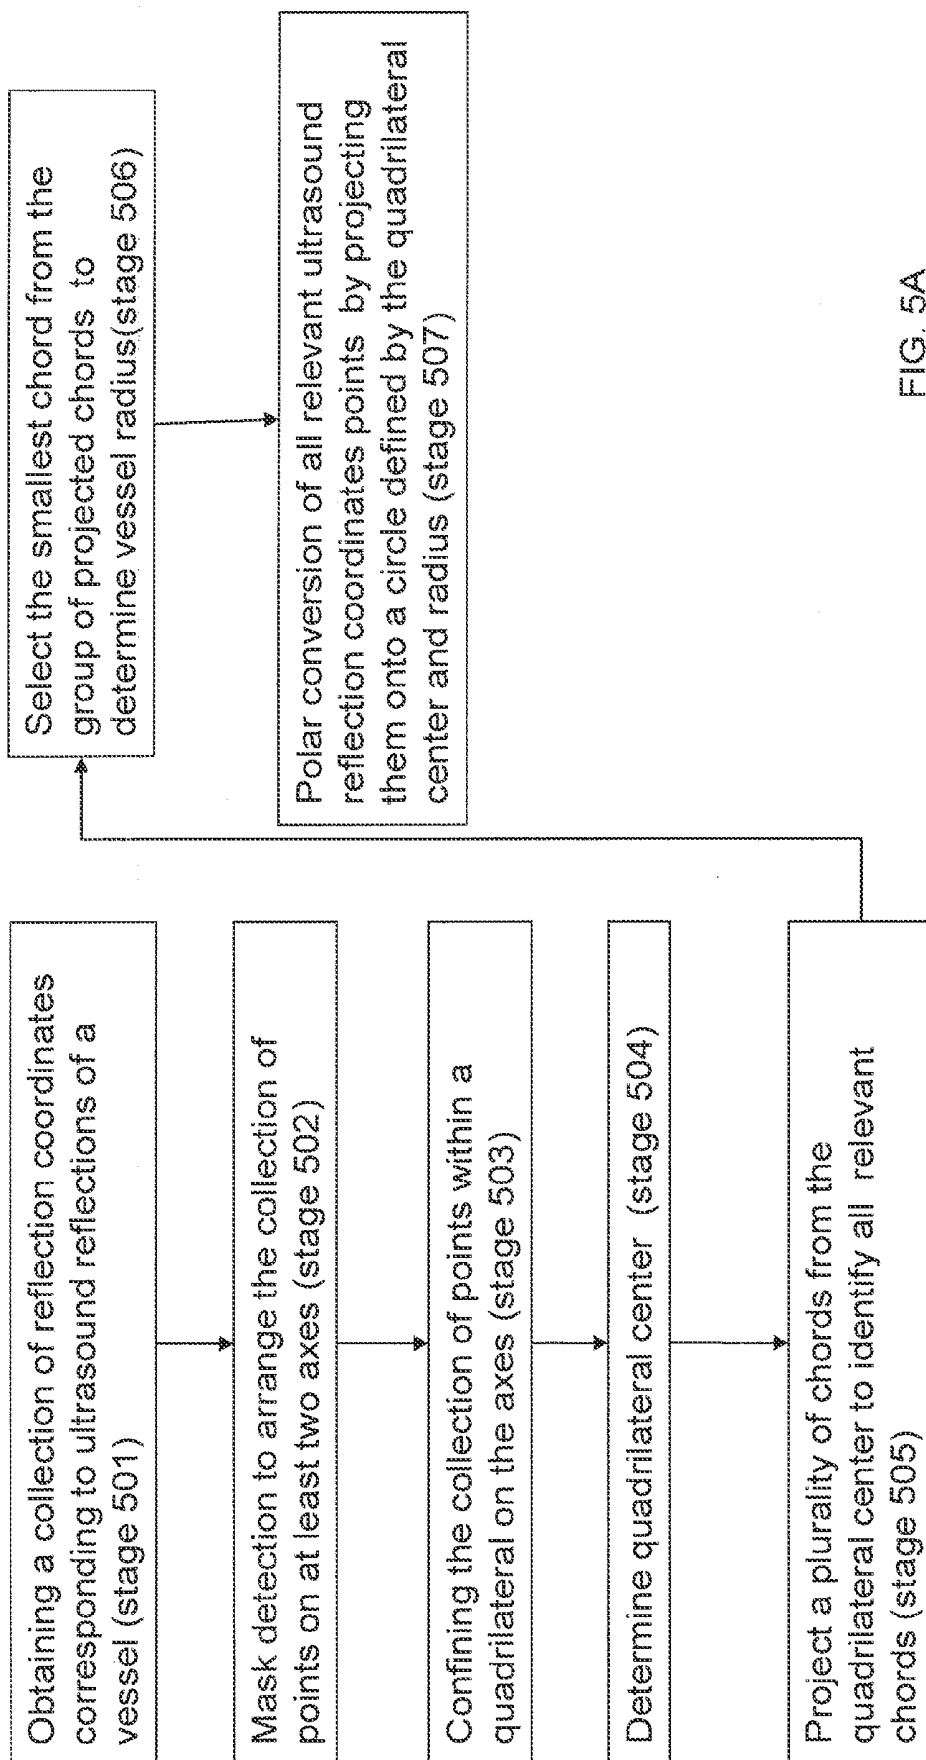 Obtaining a collection of reflection coordinates
corresponding to ultrasound reflections of a
vessel (stage 501)
Mask detection to arrange the collection of
points on at least two axes (stage 502)
Confining the collection of points within a
quadrilateral on the axes (stage 503)
Determine quadrilateral center (stage 504)
Project a plurality of chords from the
quadrilateral center to identify all relevant
chords (stage 505)
Select the smallest chord from the
group of projected chords to
determine vessel radius(stage 506)
Polar conversion of all relevant ultrasound
reflection coordinates points by projecting
them onto a circle defined by the quadrilateral
center and radius (stage 507)
FIG. 5A